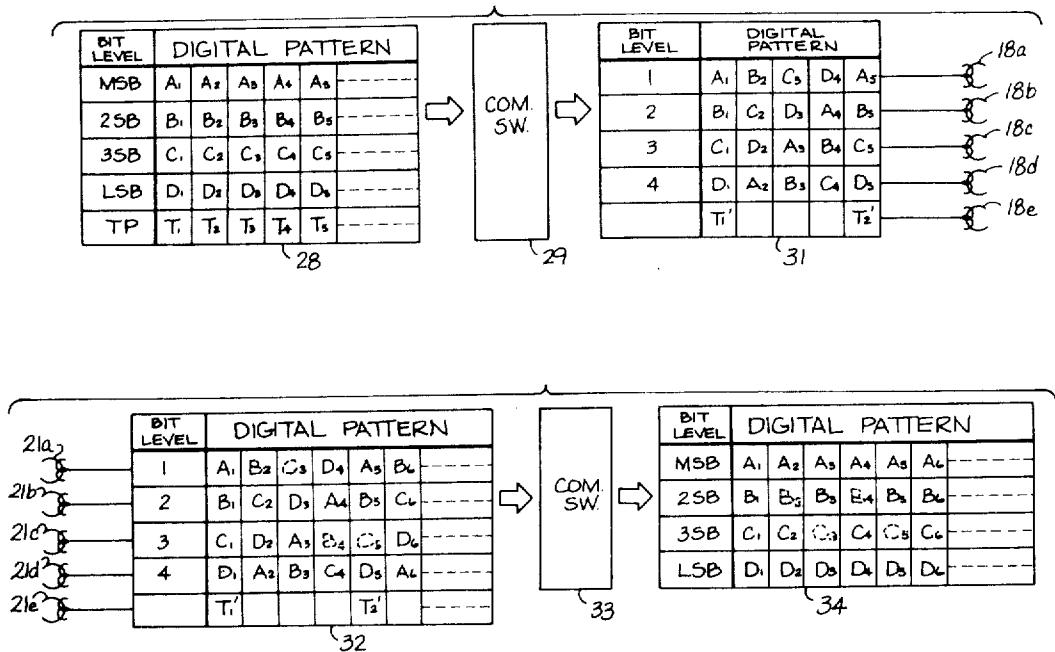 BIT LEVEL DIGITAL PATTERN
MSB A₁ A₂ A₃ A₄ A₅
2SB B₁ B₂ B₃ B₄ B₅
3SB C₁ C₂ C₃ C₄ C₅
LSB D₁ D₂ D₃ D₄ D₅
TP T₁ T₂ T₃ T₄ T₅
28
COM. SW.
29
BIT LEVEL DIGITAL PATTERN
1 A₁ B₂ C₃ D₄ A₅ 18a
2 B₁ C₂ D₃ A₄ B₅ 18b
3 C₁ D₂ A₃ B₄ C₅ 18c
4 D₁ A₂ B₃ C₄ D₅ 18d
T₁' T₂' 18e
31
BIT LEVEL DIGITAL PATTERN
21a 1 A₁ B₂ C₃ D₄ A₅ B₆
21b 2 B₁ C₂ D₃ A₄ B₅ C₆
21c 3 C₁ D₂ A₃ B₄ C₅ D₆
21d 4 D₁ A₂ B₃ C₄ D₅ A₆
21e T₁' T₂'
32
COM. SW.
33
BIT LEVEL DIGITAL PATTERN
MSB A₁ A₂ A₃ A₄ A₅ A₆
2SB B₁ B₃ B₄ B₅ B₆
3SB C₁ C₂ C₃ C₄ C₅ C₆
LSB D₁ D₂ D₃ D₄ D₅ D₆
34